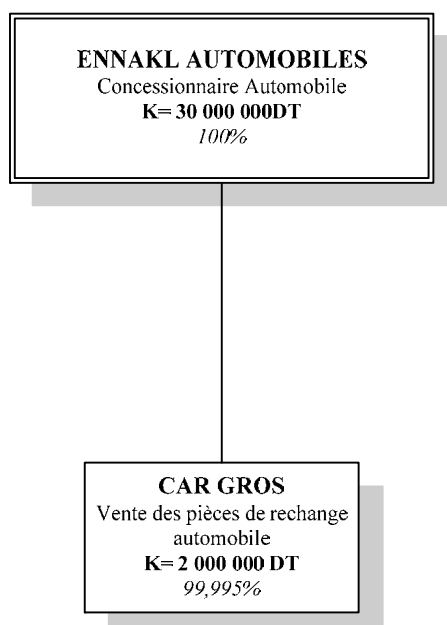 ENNAKL AUTOMOBILES
Concessionnaire Automobile
K= 30 000 000DT
100%
CAR GROS
Vente des pièces de rechange
automobile
K= 2 000 000 DT
99,995%